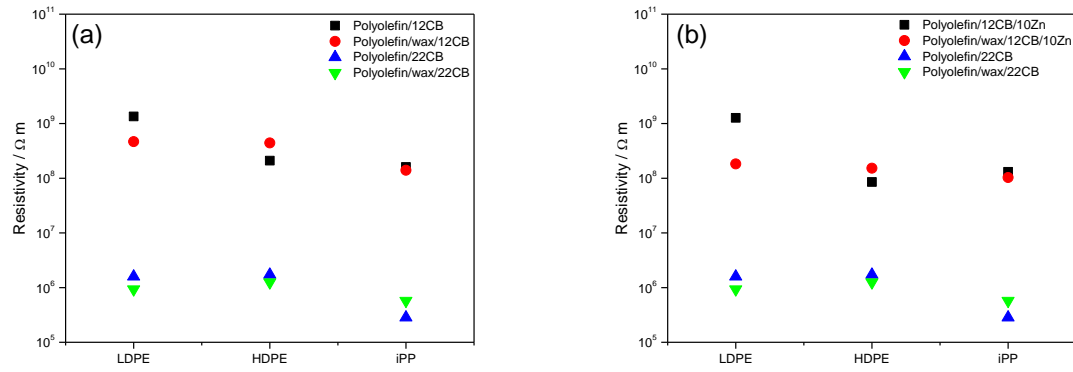 (a)
Polyolefin/12CB
Polyolefin/wax/12CB
Polyolefin/22CB
Polyolefin/wax/22CB
10¹¹
10¹⁰
10⁹
10⁸
10⁷
10⁶
10⁵
Resistivity / Ω m
LDPE
HDPE
iPP
(b)
Polyolefin/12CB/10Zn
Polyolefin/wax/12CB/10Zn
Polyolefin/22CB
Polyolefin/wax/22CB
10¹¹
10¹⁰
10⁹
10⁸
10⁷
10⁶
10⁵
Resistivity / Ω m
LDPE
HDPE
iPP